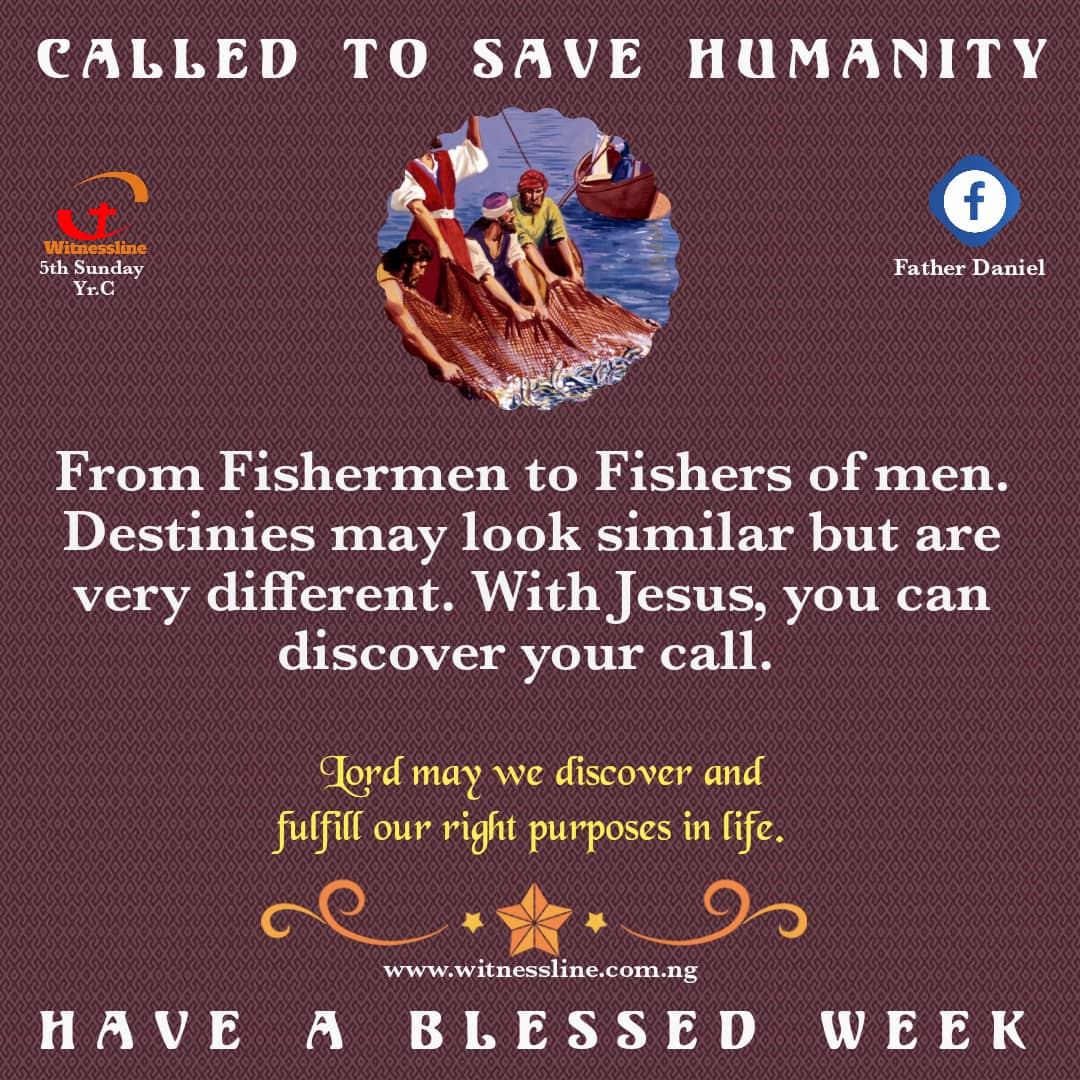 CALLED TO SAVE HUMANITY
Witnessline
5th Sunday
Yr.C
Father Daniel
From Fishermen to Fishers of men.
Destinies may look similar but are
very different. With Jesus, you can
discover your call.
Lord may we discover and
fulfill our right purposes in life.
www.witnessline.com.ng
HAVE A BLESSED WEEK